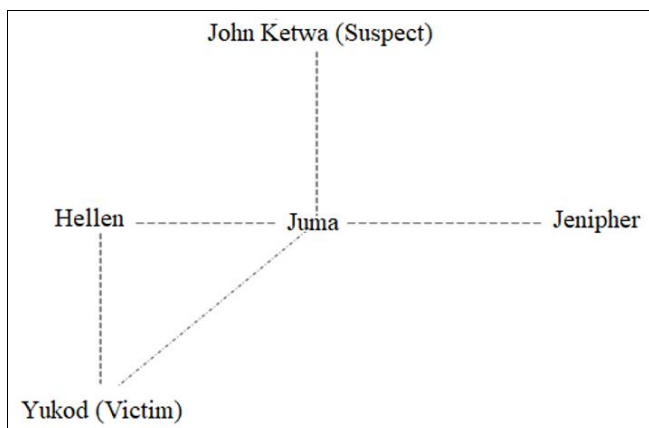 John Ketwa (Suspect)
Hellen Juma Jenipher
Yukod (Victim)